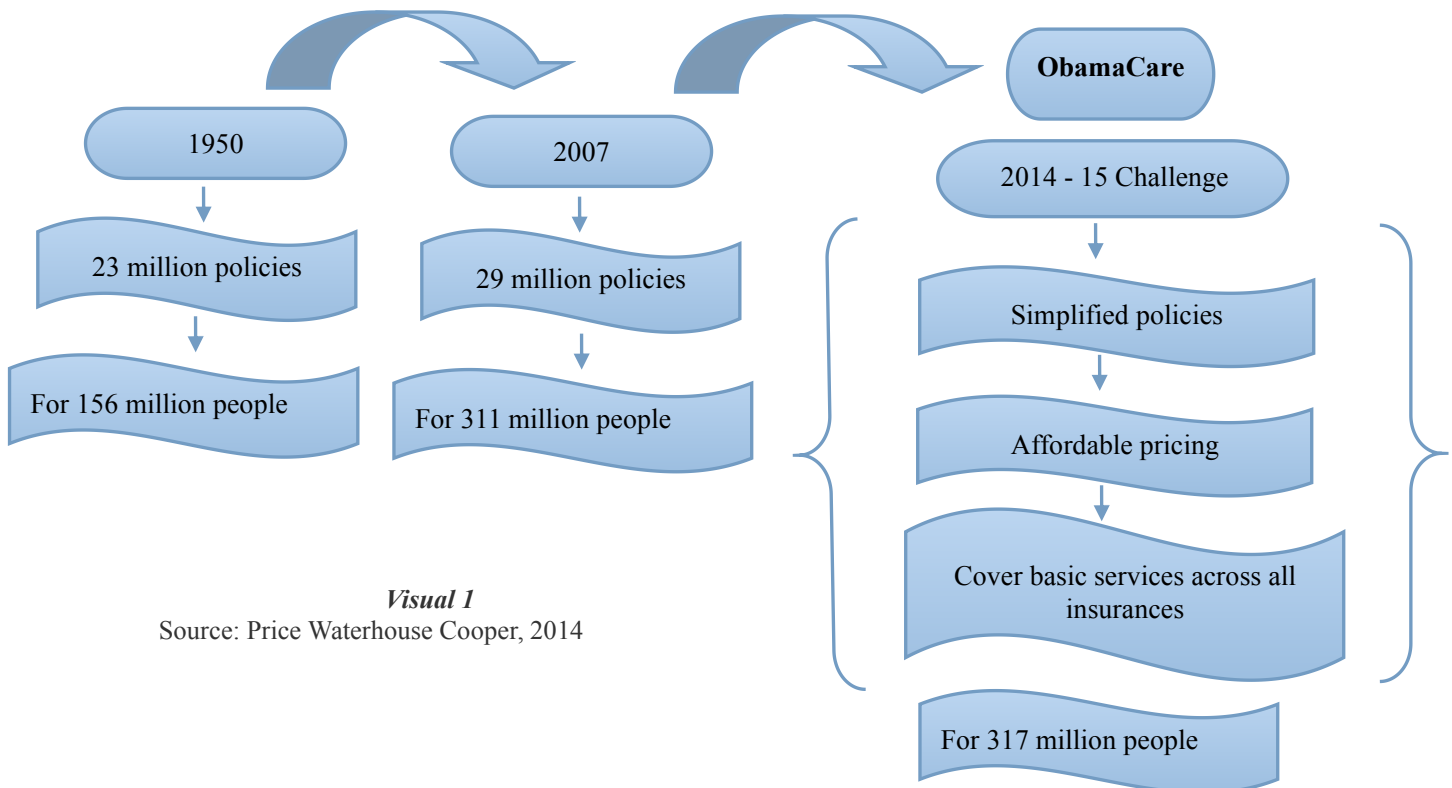 1950
23 million policies
For 156 million people
2007
29 million policies
For 311 million people
ObamaCare
2014 - 15 Challenge
Simplified policies
Affordable pricing
Cover basic services across all
insurances
For 317 million people
Visual 1
Source: Price Waterhouse Cooper, 2014